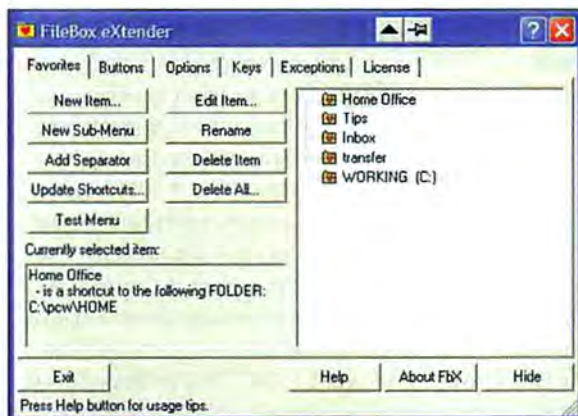 FileBox eXtender
Favorites Buttons Options Keys Exceptions License
New Item... Edit Item...
New Sub-Menu Rename
Add Separator Delete Item
Update Shortcuts... Delete All...
Test Menu
Home Office
Tips
Inbox
transfer
WORKING (C:)
Currently selected item:
Home Office
- is a shortcut to the following FOLDER:
C:\pcw\HOME
Exit Help About FbX Hide
Press Help button for usage tips.